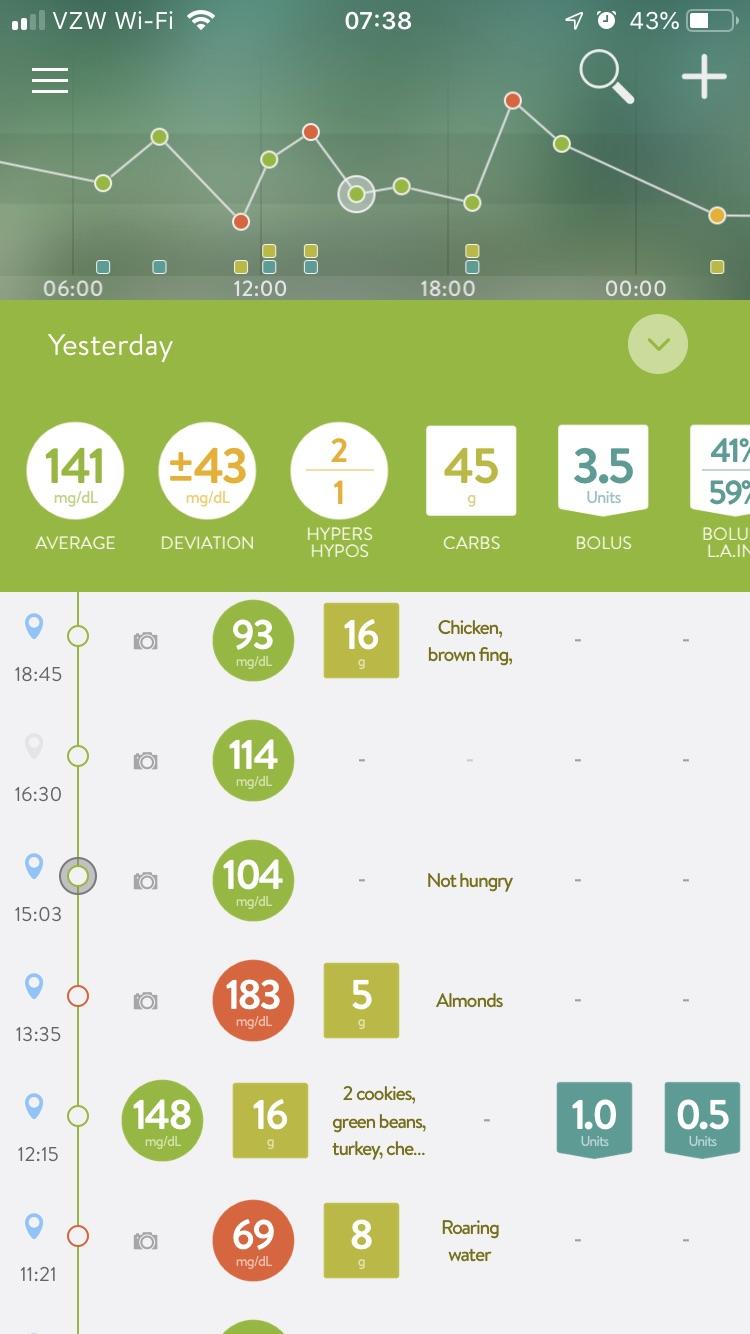 VZW Wi-Fi 07:38 43%
06:00 12:00 18:00 00:00
Yesterday
141 mg/dL
AVERAGE
±43 mg/dL
DEVIATION
2
1
HYPERS
HYPOS
45 g
CARBS
3.5 Units
BOLUS
41%
59%
BOLU
L.A.IN
18:45
93 mg/dL
16 g
Chicken,
brown fing,
-
-
16:30
114 mg/dL
-
-
-
-
15:03
104 mg/dL
-
Not hungry
-
-
13:35
183 mg/dL
5 g
Almonds
-
-
12:15
148 mg/dL
16 g
2 cookies,
green beans,
turkey, che...
-
1.0 Units
0.5 Units
11:21
69 mg/dL
8 g
Roaring
water
-
-